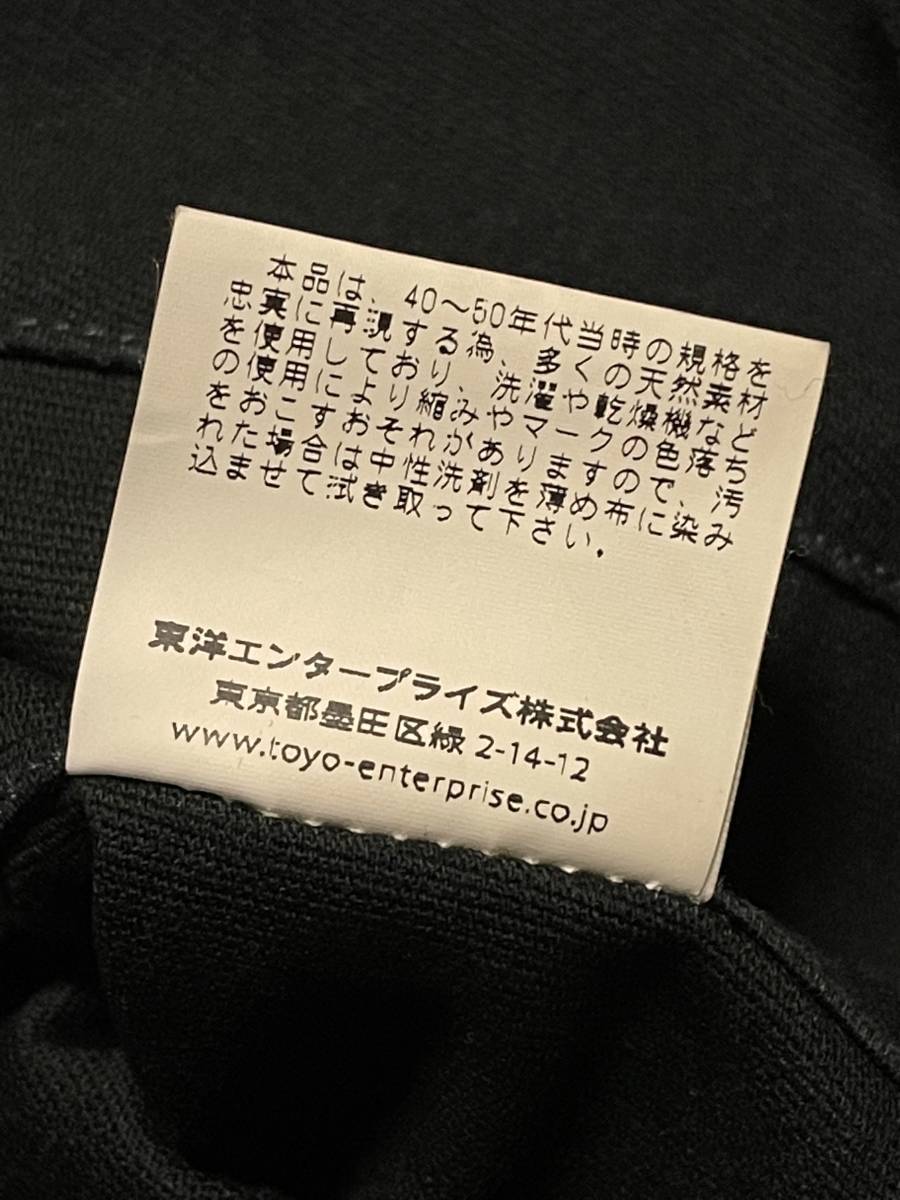 本品は、40～50年代当時の規格を
忠実に再現する為、多くの天然素材
を使用しており、洗濯や乾燥機など
の使用により縮みやマークの色落ち
をおこすおそれがありますので、汚
れた場合は中性洗剤を薄め布に染み
込ませて拭き取って下さい。
東洋エンタープライズ株式会社
東京都墨田区緑 2-14-12
www.toyo-enterprise.co.jp